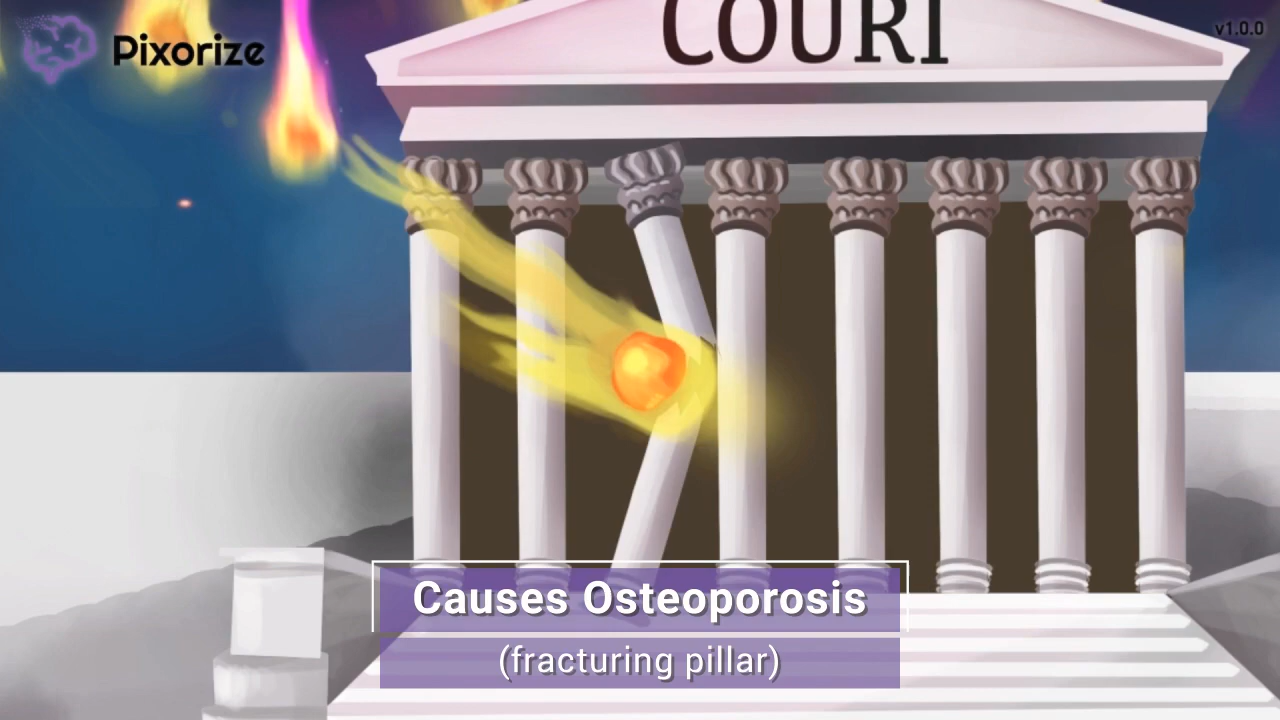 COURT
Pixorize
v1.0.0
Causes Osteoporosis
(fracturing pillar)